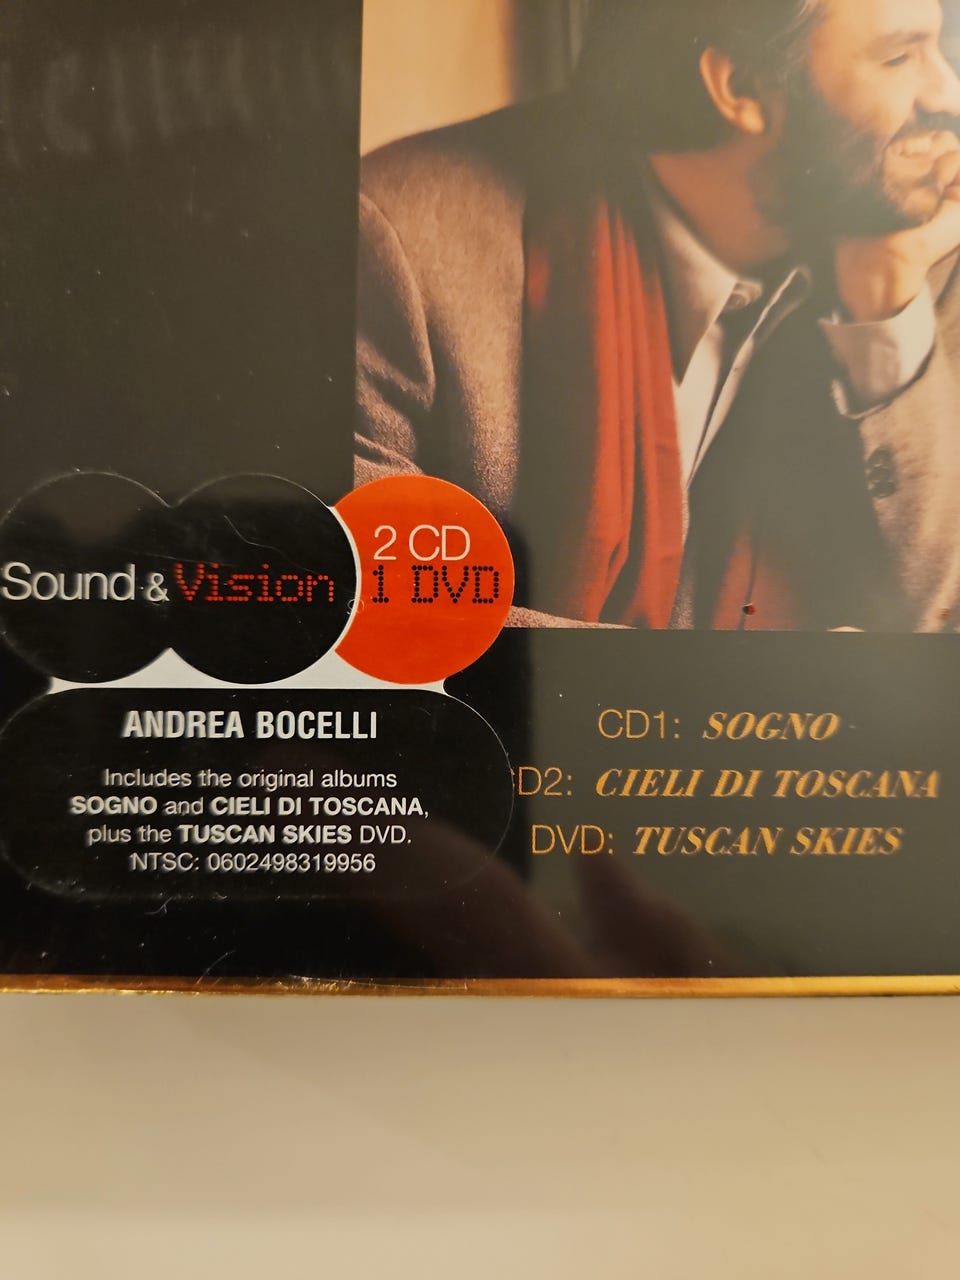 Sound & Vision
2 CD
1 DVD
ANDREA BOCELLI
Includes the original albums
SOGNO and CIELI DI TOSCANA,
plus the TUSCAN SKIES DVD.
NTSC: 0602498319956
CD1: SOGNO
CD2: CIELI DI TOSCANA
DVD: TUSCAN SKIES